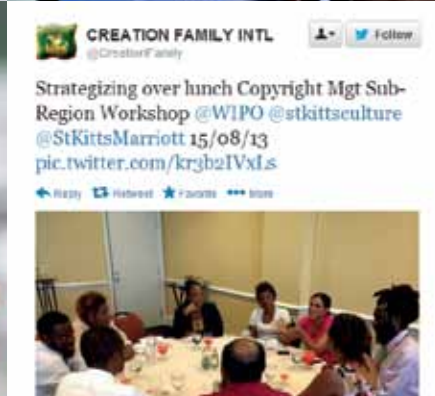 CREATION FAMILY INTL
@CreationFamily
Follow
Strategizing over lunch Copyright Mgt Sub-
Region Workshop @WIPO @stkittsculture
@StKittsMarriott 15/08/13
pic.twitter.com/kr3b2IVxLs
Reply Retweet Favorite More